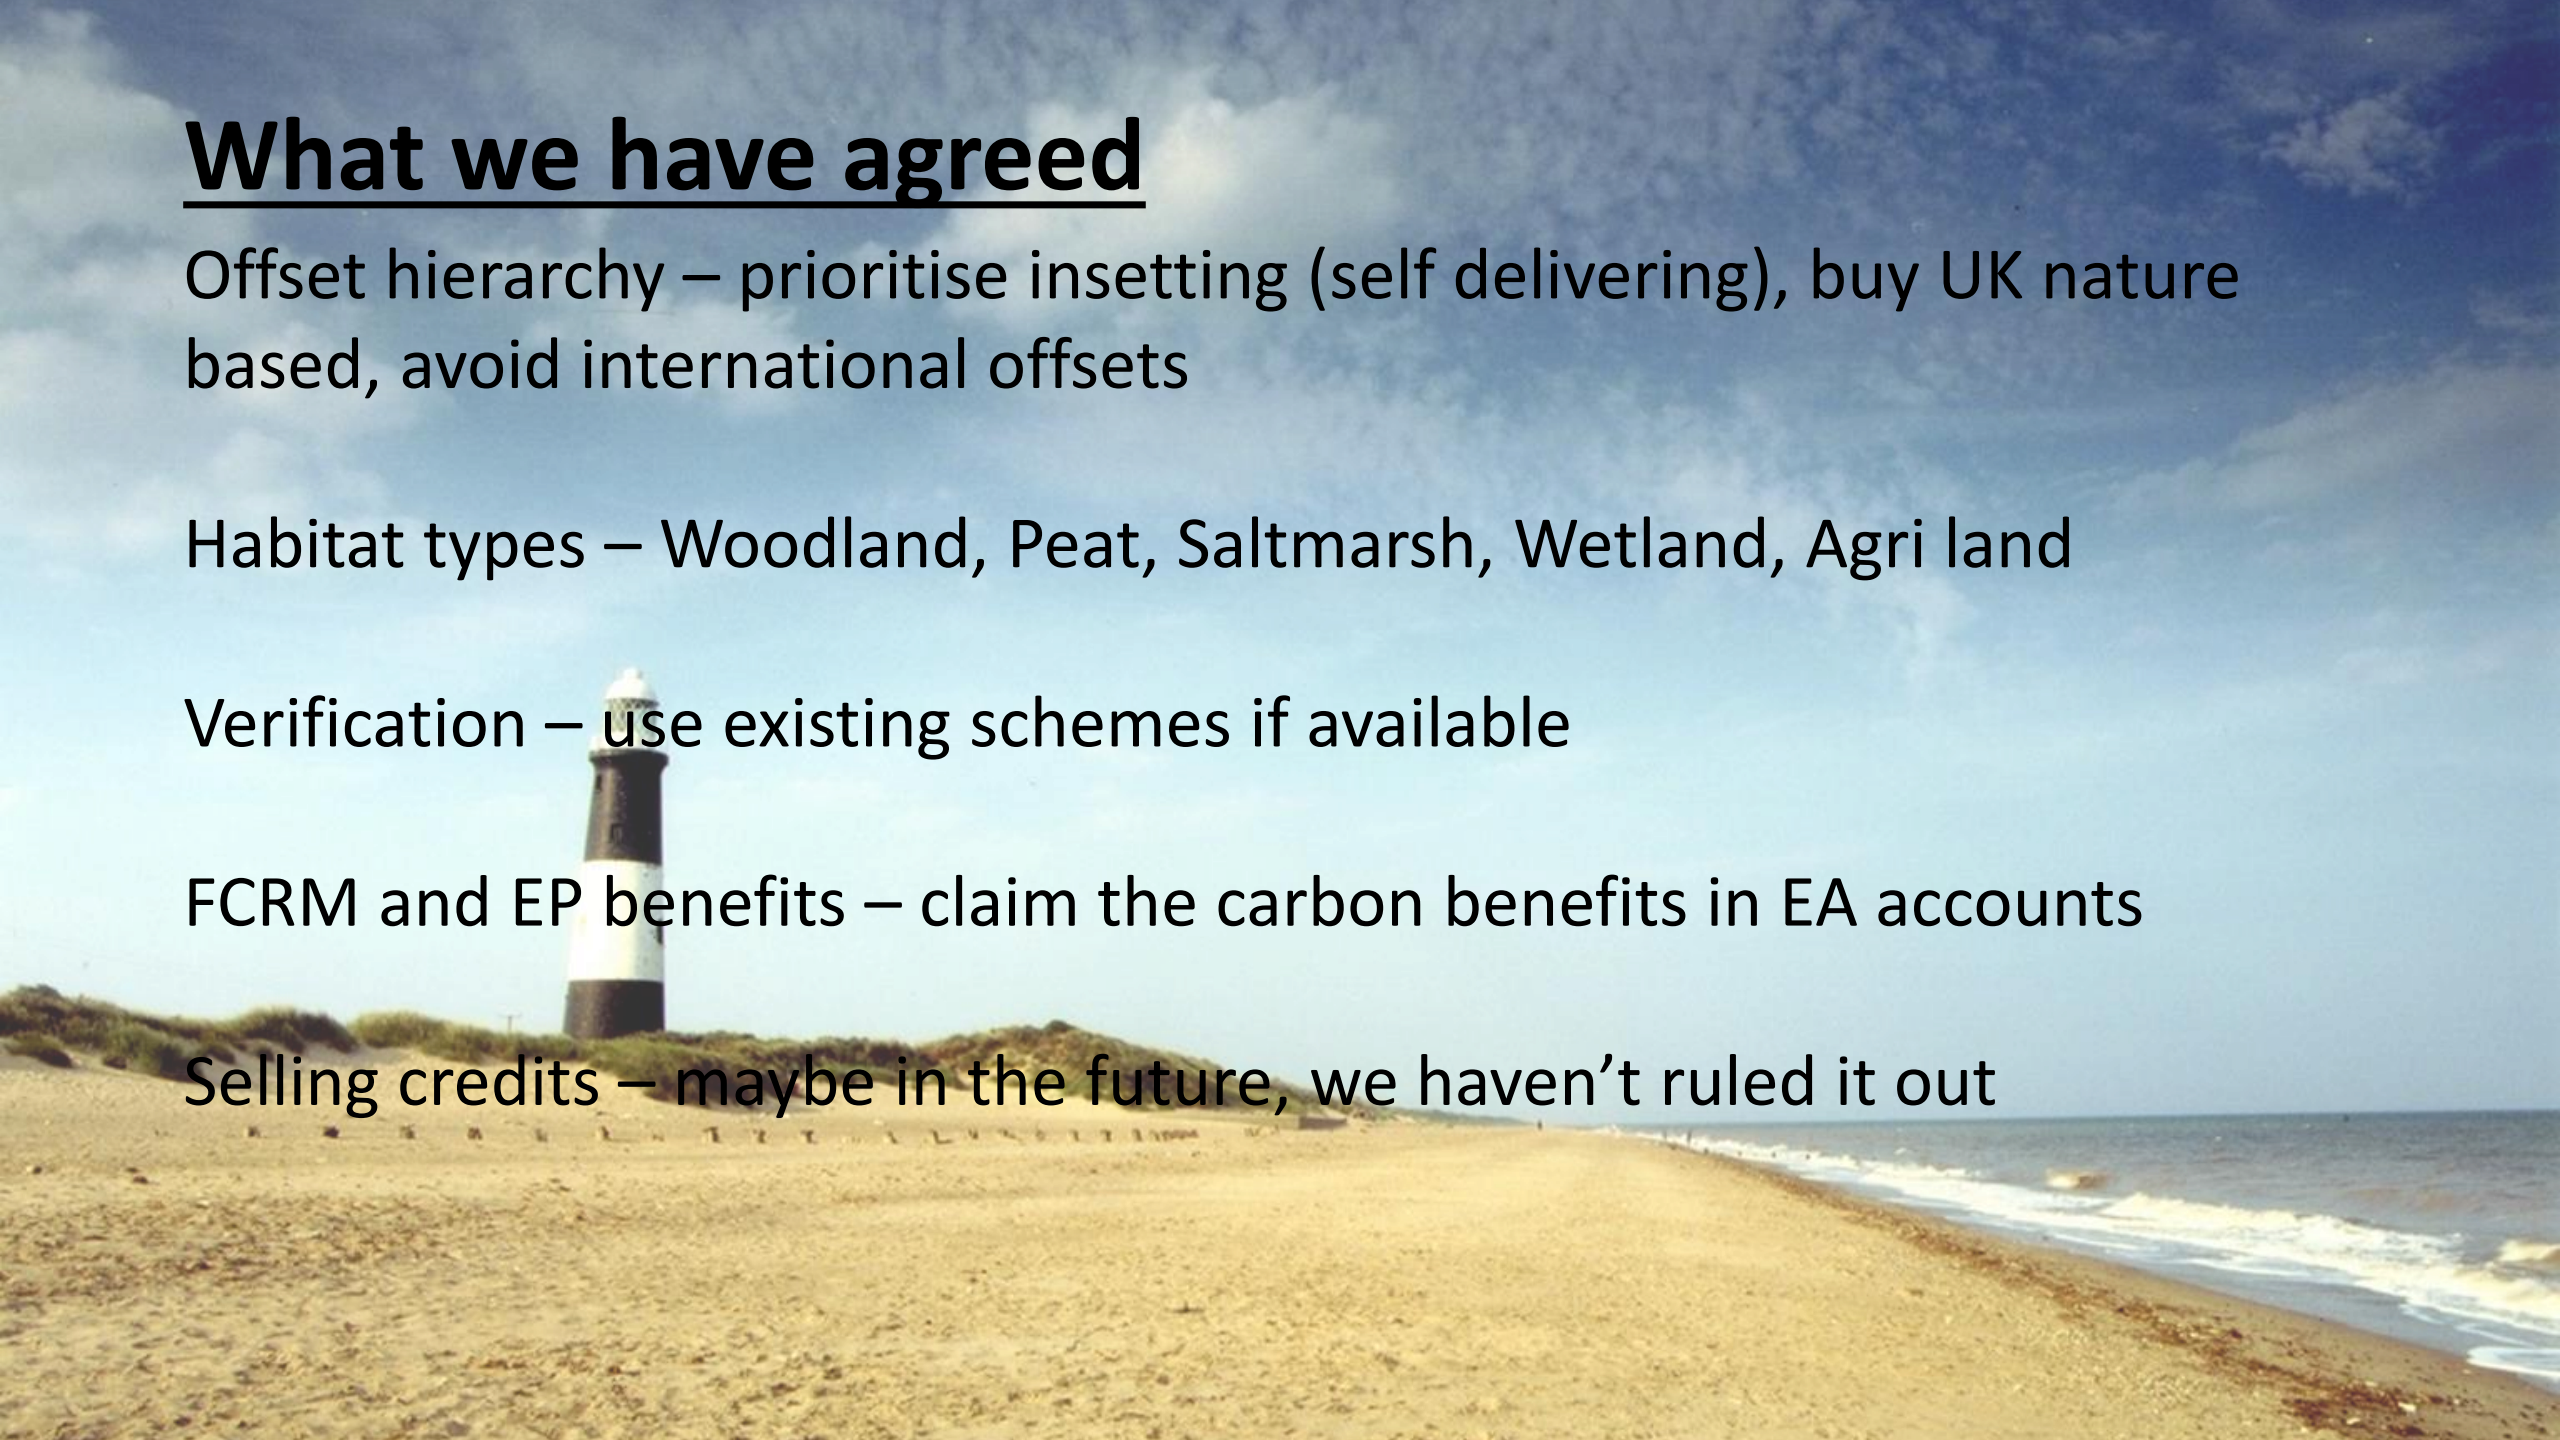 What we have agreed
Offset hierarchy – prioritise insetting (self delivering), buy UK nature
based, avoid international offsets
Habitat types – Woodland, Peat, Saltmarsh, Wetland, Agri land
Verification – use existing schemes if available
FCRM and EP benefits – claim the carbon benefits in EA accounts
Selling credits – maybe in the future, we haven’t ruled it out